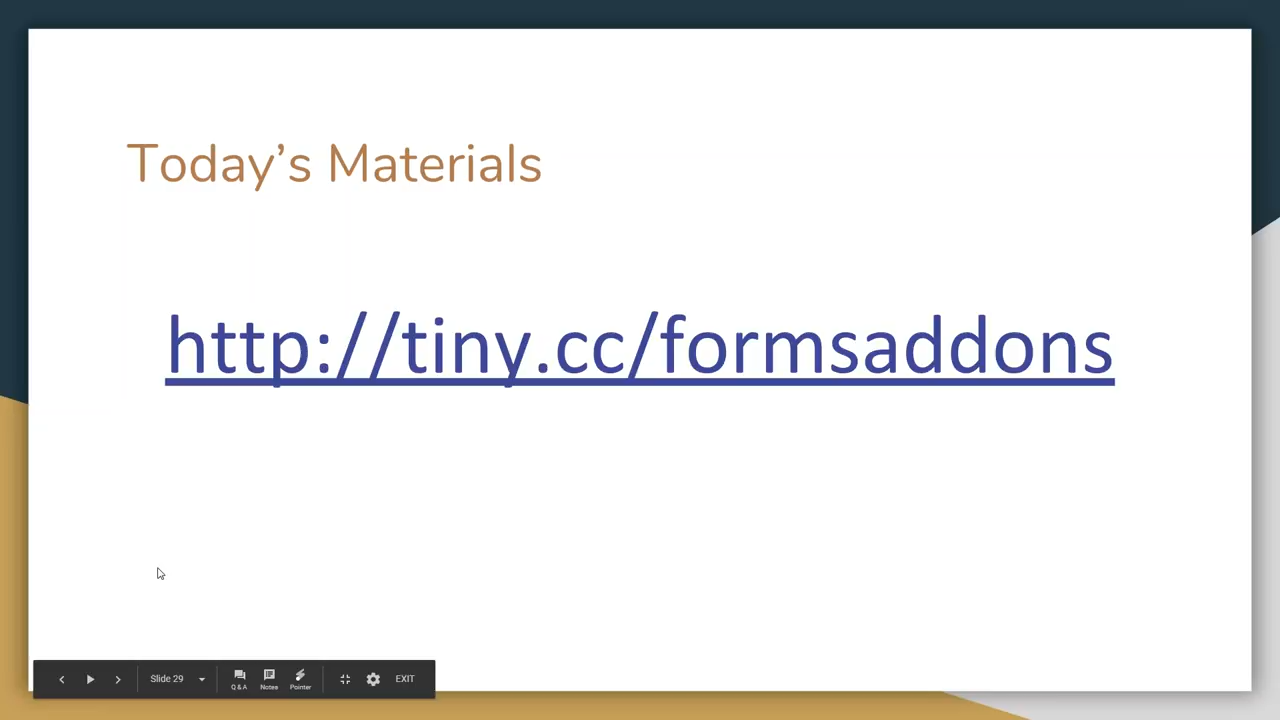 Today's Materials
http://tiny.cc/formsaddons
Slide 29
Q & A
Notes
Pointer
EXIT